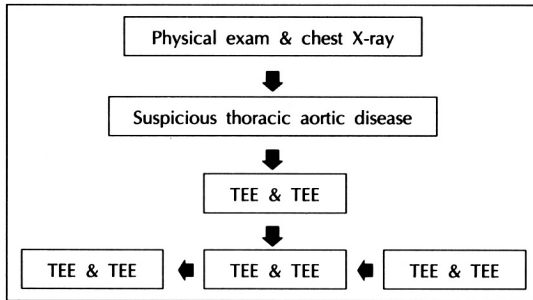 Physical exam & chest X-ray
Suspicious thoracic aortic disease
TEE & TEE
TEE & TEE
TEE & TEE
TEE & TEE